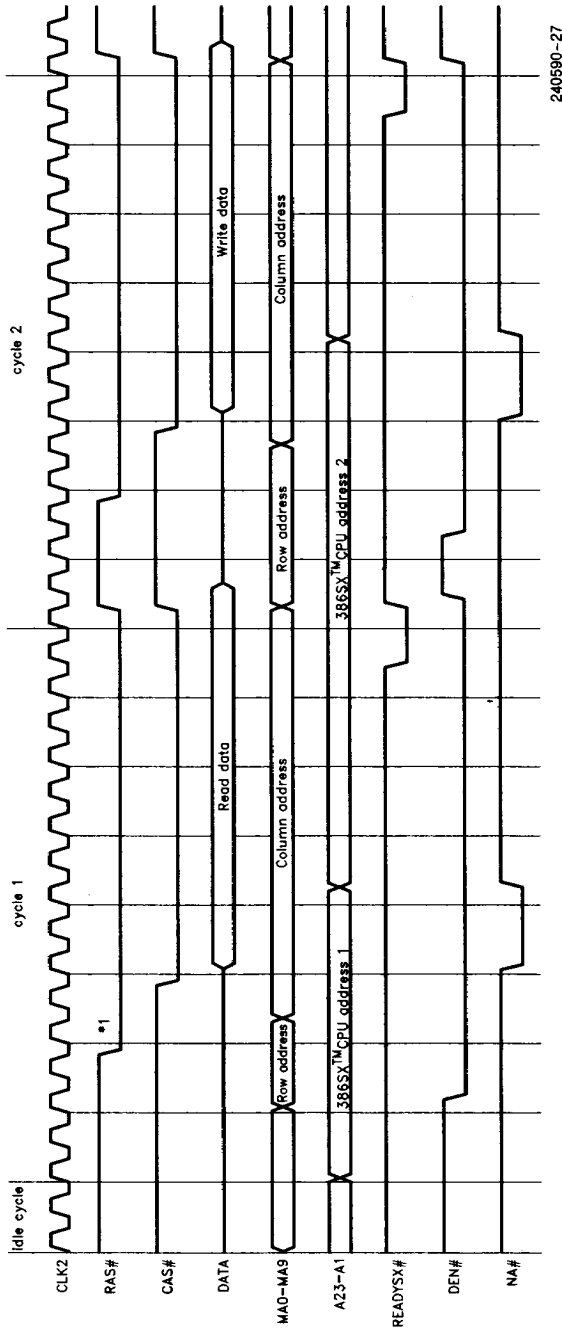 idle cycle
cycle 1
cycle 2
CLK2
RAS#
*1
CAS#
DATA
Read data
Write data
MA0-MA9
Row address
Column address
Row address
Column address
A23-A1
386SX™CPU address 1
386SX™CPU address 2
READYSX#
DEN#
NA#
240590-27